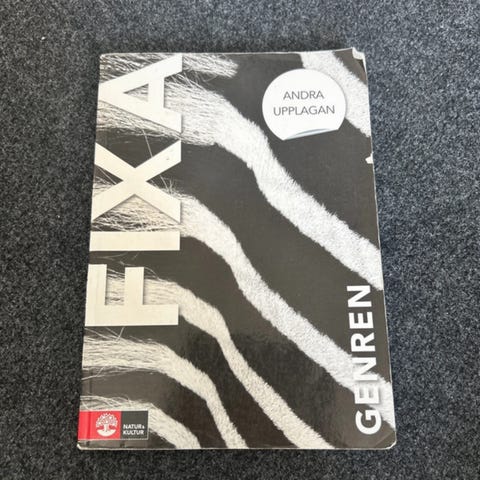 FIXA
ANDRA
UPPLAGAN
GENREN
NATUR &
KULTUR